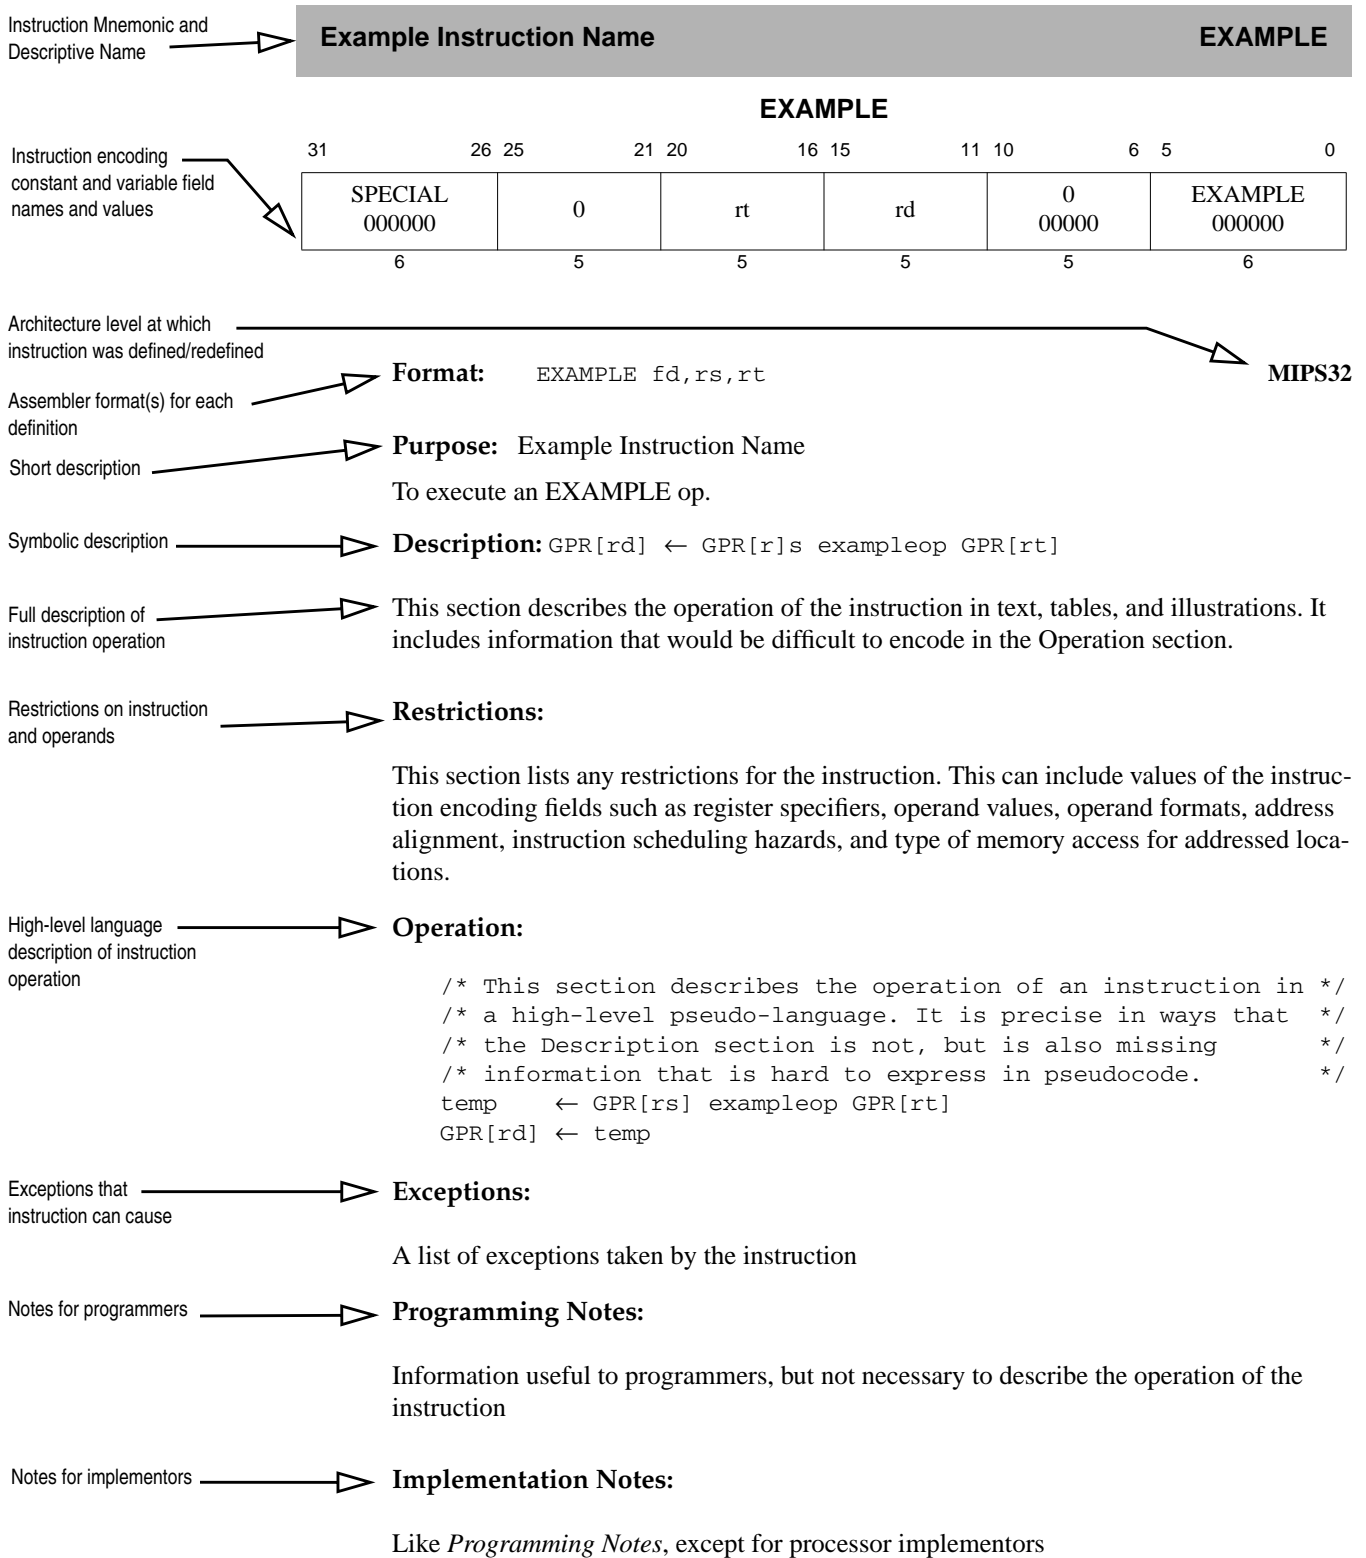 Instruction Mnemonic and
Descriptive Name
Example Instruction Name EXAMPLE
EXAMPLE
Instruction encoding
constant and variable field
names and values
31 26 25 21 20 16 15 11 10 6 5 0
SPECIAL
000000
0
rt
rd
0
00000
EXAMPLE
000000
6 5 5 5 5 6
Architecture level at which
instruction was defined/redefined
Format: EXAMPLE fd,rs,rt MIPS32
Assembler format(s) for each
definition
Purpose: Example Instruction Name
Short description
To execute an EXAMPLE op.
Symbolic description
Description: GPR[rd] ← GPR[r]s exampleop GPR[rt]
Full description of
instruction operation
This section describes the operation of the instruction in text, tables, and illustrations. It
includes information that would be difficult to encode in the Operation section.
Restrictions on instruction
and operands
Restrictions:
This section lists any restrictions for the instruction. This can include values of the instruc-
tion encoding fields such as register specifiers, operand values, operand formats, address
alignment, instruction scheduling hazards, and type of memory access for addressed loca-
tions.
High-level language
description of instruction
operation
Operation:
/* This section describes the operation of an instruction in */
/* a high-level pseudo-language. It is precise in ways that */
/* the Description section is not, but is also missing */
/* information that is hard to express in pseudocode. */
temp ← GPR[rs] exampleop GPR[rt]
GPR[rd] ← temp
Exceptions that
instruction can cause
Exceptions:
A list of exceptions taken by the instruction
Notes for programmers
Programming Notes:
Information useful to programmers, but not necessary to describe the operation of the
instruction
Notes for implementors
Implementation Notes:
Like Programming Notes, except for processor implementors